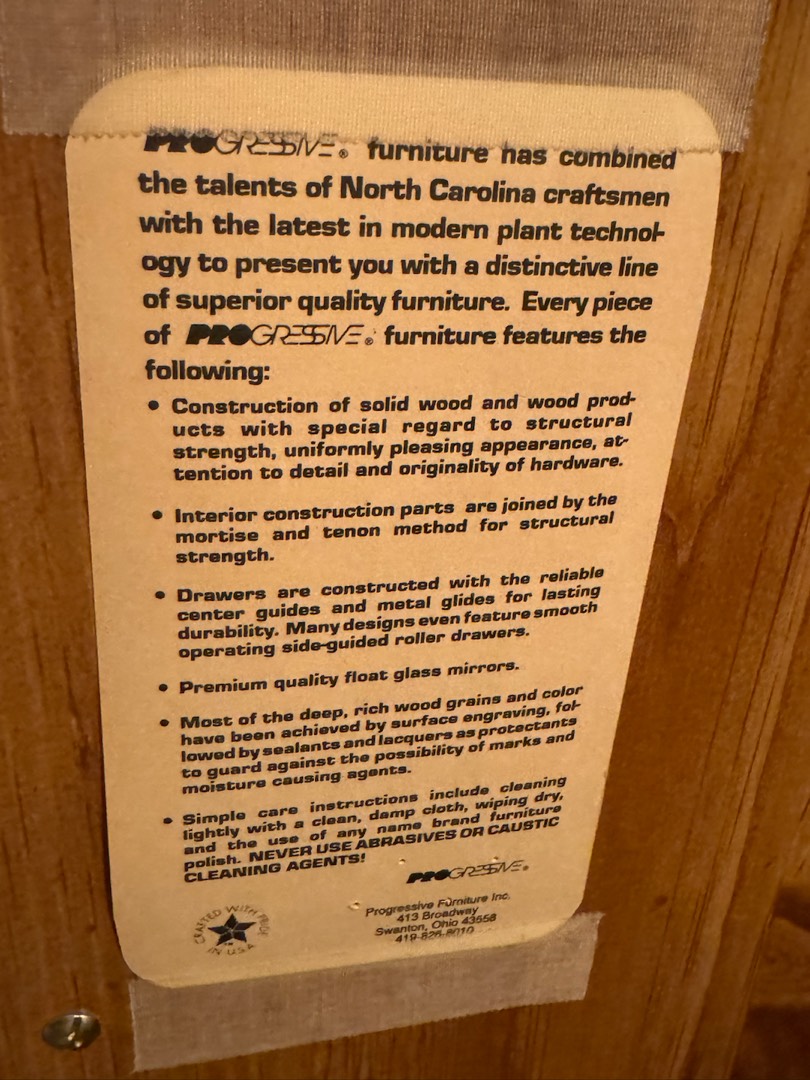 PROGRESSIVE® furniture has combined
the talents of North Carolina craftsmen
with the latest in modern plant technol-
ogy to present you with a distinctive line
of superior quality furniture. Every piece
of PROGRESSIVE® furniture features the
following:
• Construction of solid wood and wood prod-
ucts with special regard to structural
strength, uniformly pleasing appearance, at-
tention to detail and originality of hardware.
• Interior construction parts are joined by the
mortise and tenon method for structural
strength.
• Drawers are constructed with the reliable
center guides and metal glides for lasting
durability. Many designs even feature smooth
operating side-guided roller drawers.
• Premium quality float glass mirrors.
• Most of the deep, rich wood grains and color
have been achieved by surface engraving, fol-
lowed by sealants and lacquers as protectants
to guard against the possibility of marks and
moisture causing agents.
• Simple care instructions include cleaning
lightly with a clean, damp cloth, wiping dry,
and the use of any name brand furniture
polish. NEVER USE ABRASIVES OR CAUSTIC
CLEANING AGENTS!
PROGRESSIVE®
CRAFTED WITH PRIDE
IN U.S.A.
Progressive Furniture Inc.
413 Broadway
Swanton, Ohio 43558
419-826-8010